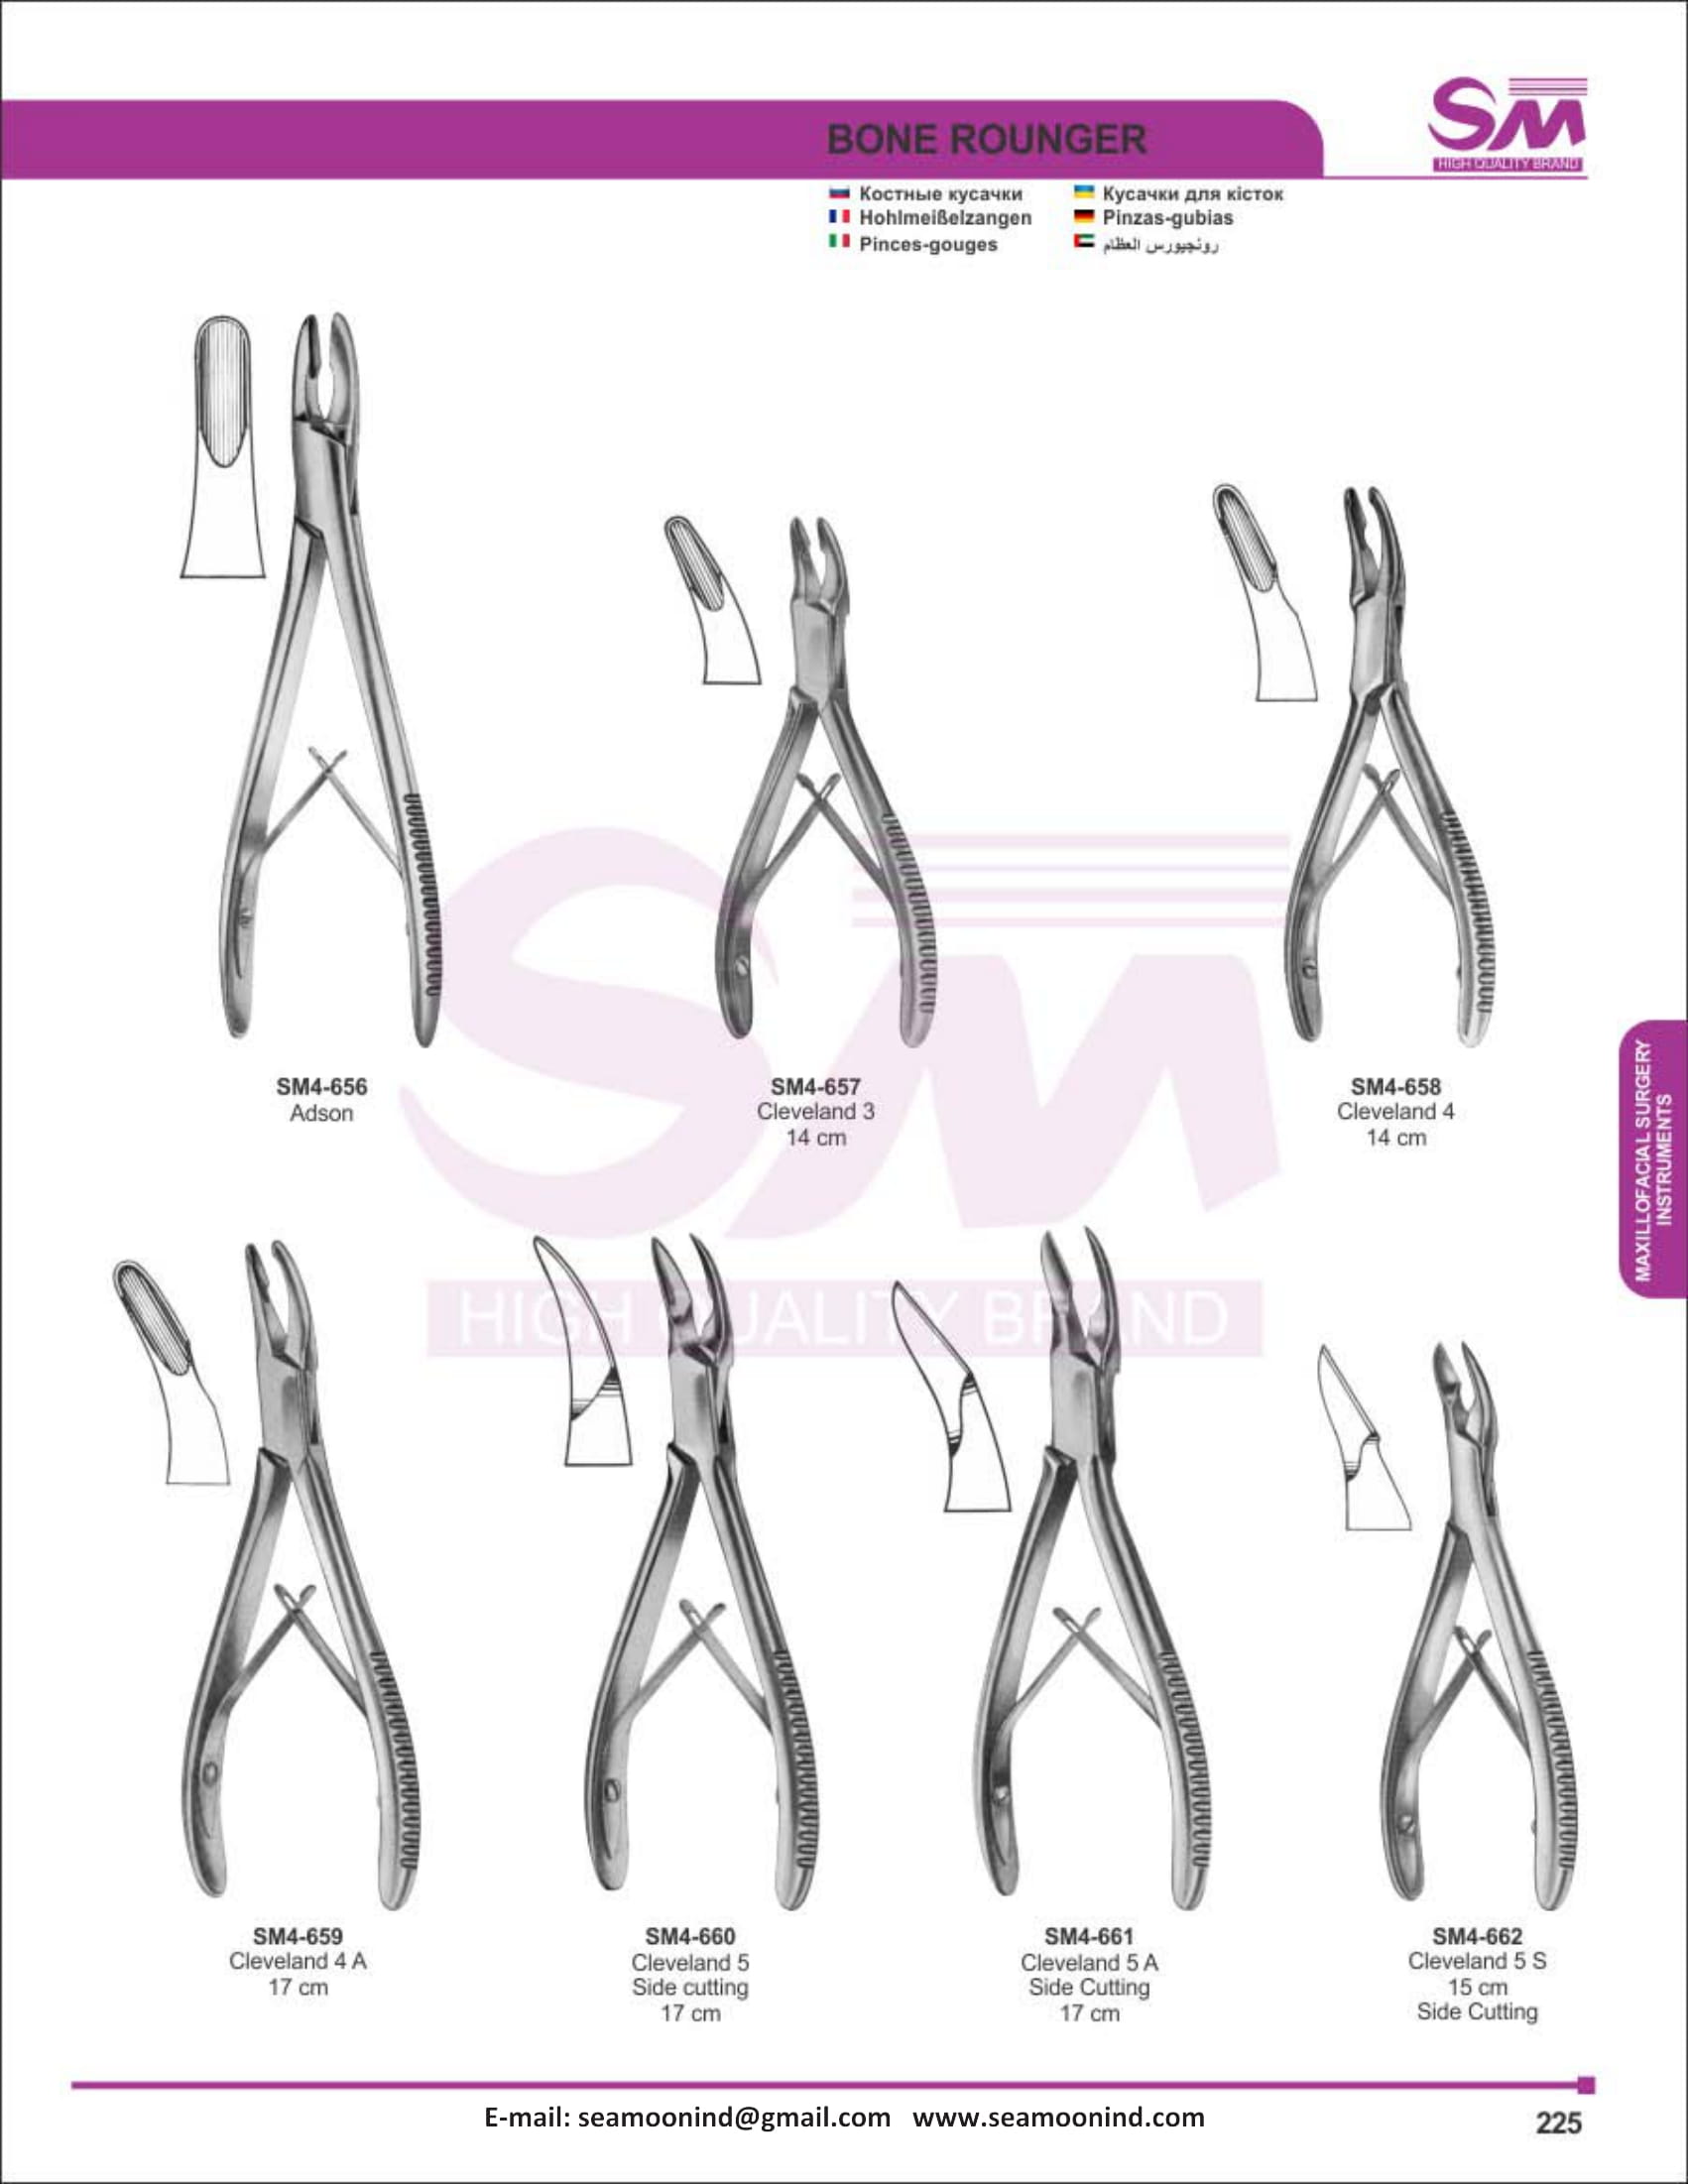 SM
HIGH QUALITY BRAND
BONE ROUNGER
Костные кусачки
Кусачки для кісток
Hohlmeißelzangen
Pinzas-gubias
Pinces-gouges
رونجيورس العظام
SM4-656
Adson
SM4-657
Cleveland 3
14 cm
SM4-658
Cleveland 4
14 cm
MAXILLOFACIAL SURGERY
INSTRUMENTS
SM
HIGH QUALITY BRAND
SM4-659
Cleveland 4 A
17 cm
SM4-660
Cleveland 5
Side cutting
17 cm
SM4-661
Cleveland 5 A
Side Cutting
17 cm
SM4-662
Cleveland 5 S
15 cm
Side Cutting
E-mail: seamoonind@gmail.com www.seamoonind.com
225